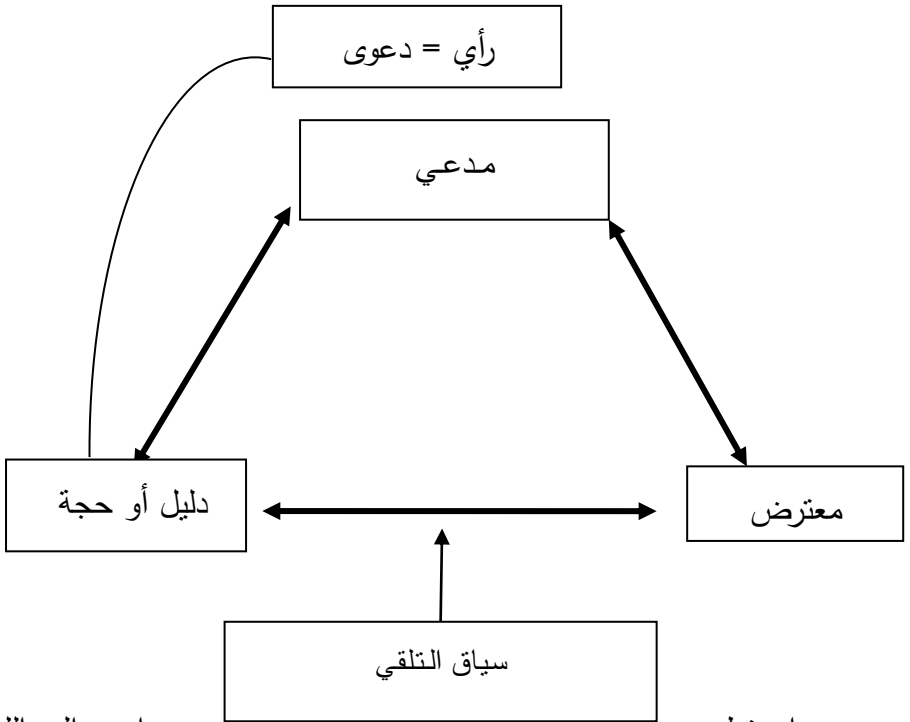 رأي = دعوى
مدعي
دليل أو حجة
معترض
سياق التلقي